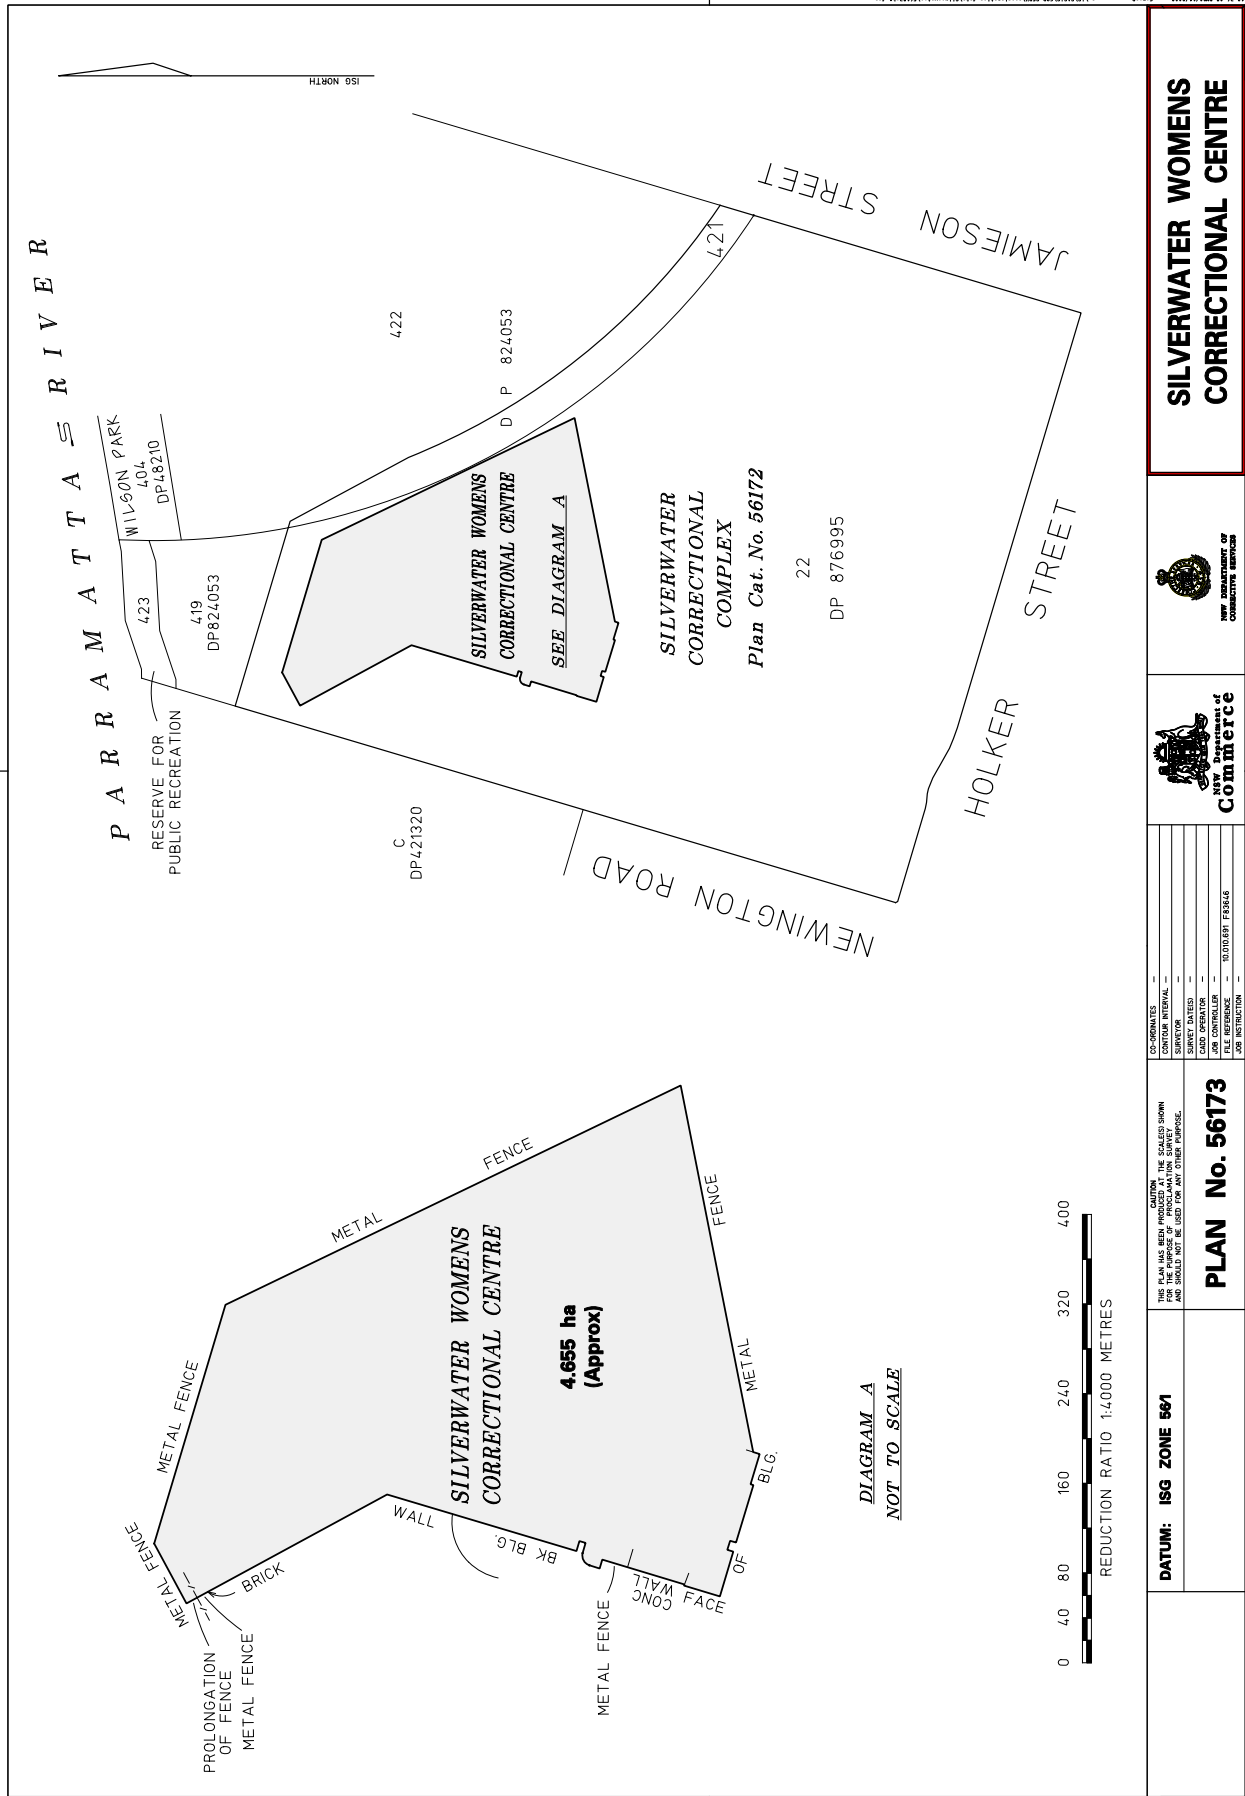 PROLONGATION
OF FENCE
METAL FENCE
METAL FENCE
BRICK
METAL FENCE
METAL
FENCE
WALL
BK BLG.
METAL FENCE
CONC
WALL
FACE
OF
BLG.
METAL
FENCE
SILVERWATER WOMENS
CORRECTIONAL CENTRE
4.655 ha
(Approx)
DIAGRAM A
NOT TO SCALE
0 40 80 160 240 320 400
REDUCTION RATIO 1:4000 METRES
ISG NORTH
PARRAMATTA RIVER
RESERVE FOR
PUBLIC RECREATION
423
419
DP824053
WILSON PARK
404
DP48210
422
D P 824053
421
C
DP421320
SILVERWATER WOMENS
CORRECTIONAL CENTRE
SEE DIAGRAM A
SILVERWATER
CORRECTIONAL
COMPLEX
Plan Cat. No. 56172
22
DP 876995
NEWINGTON ROAD
HOLKER STREET
JAMIESON STREET
DATUM: ISG ZONE 56/1
CAUTION
THIS PLAN HAS BEEN PRODUCED AT THE SCALE(S) SHOWN
FOR THE PURPOSE OF PROCLAMATION SURVEY
AND SHOULD NOT BE USED FOR ANY OTHER PURPOSE.
PLAN No. 56173
CO-ORDINATES –
CONTOUR INTERVAL –
SURVEYOR –
SURVEY DATE(S) –
CADD OPERATOR –
JOB CONTROLLER –
FILE REFERENCE – 10.010.691 F83646
JOB INSTRUCTION –
NSW Department of
Commerce
NSW DEPARTMENT OF
CORRECTIVE SERVICES
SILVERWATER WOMENS
CORRECTIONAL CENTRE